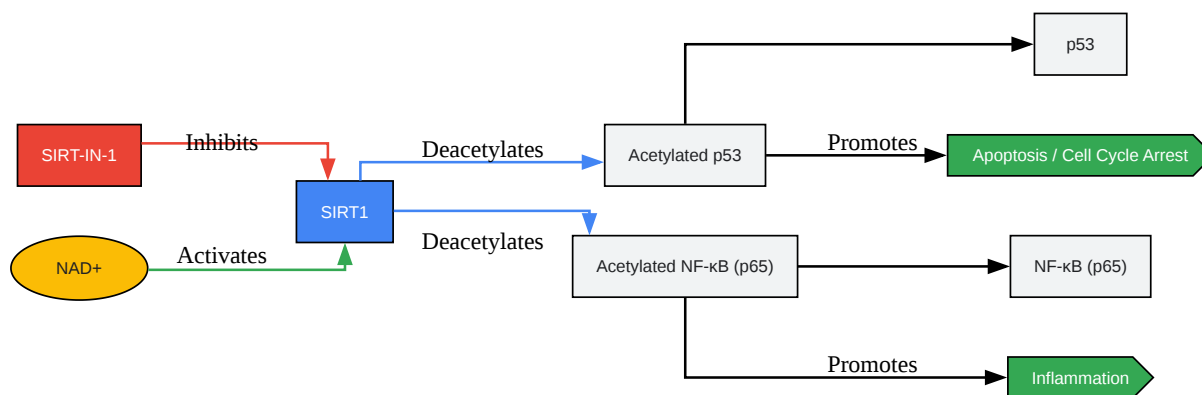 p53
SIRT-IN-1
Inhibits
Deacetylates
Acetylated p53
Promotes
Apoptosis / Cell Cycle Arrest
SIRT1
NAD+
Activates
Deacetylates
Acetylated NF-κB (p65)
NF-κB (p65)
Promotes
Inflammation